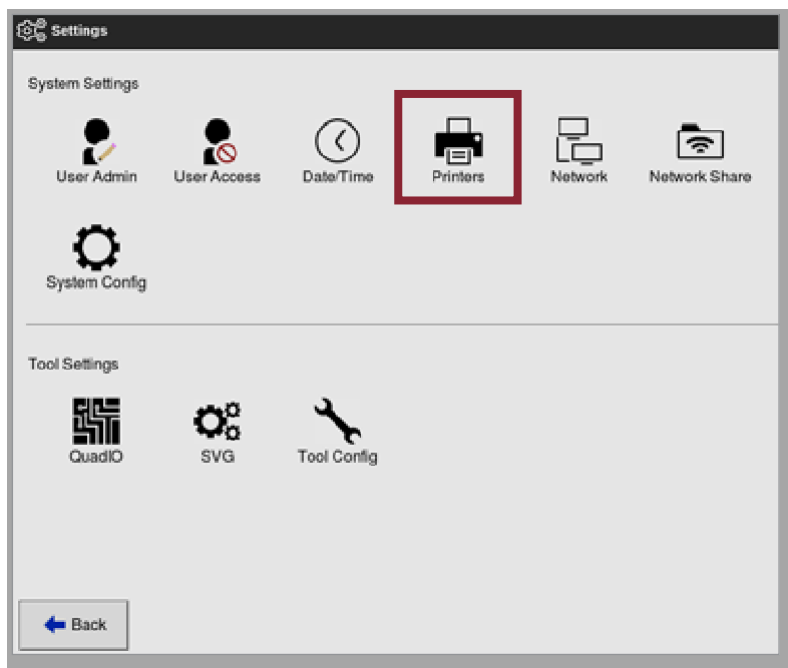 Settings
System Settings
User Admin User Access Date/Time Printers Network Network Share
System Config
Tool Settings
QuadIO SVG Tool Config
Back